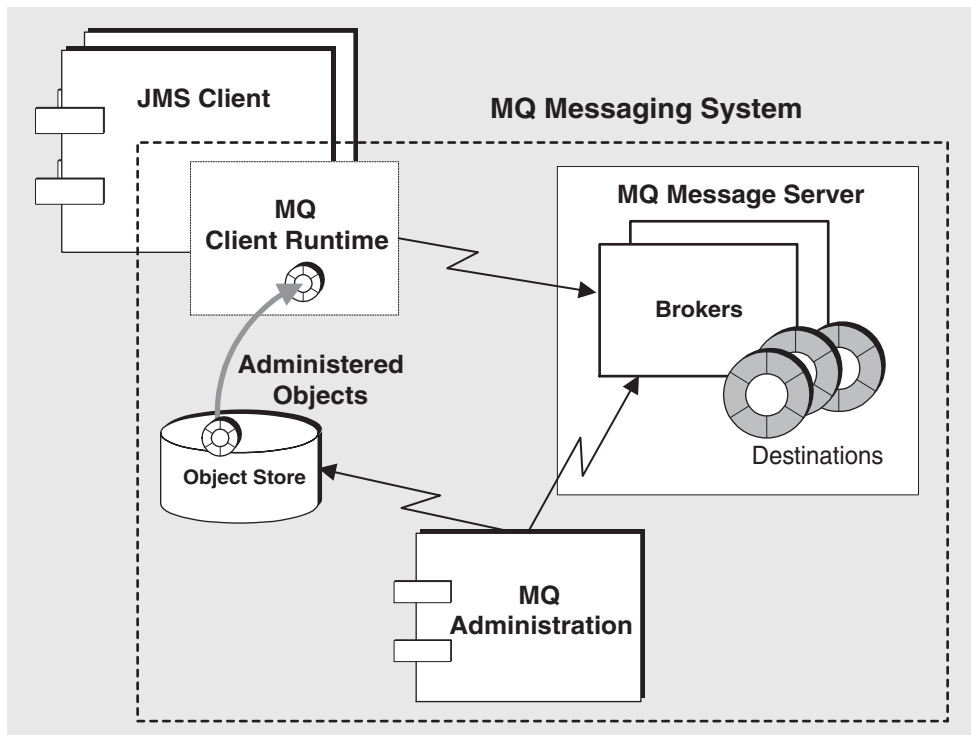 JMS Client
MQ Messaging System
MQ Message Server
MQ
Client Runtime
Brokers
Administered
Objects
Destinations
Object Store
MQ
Administration